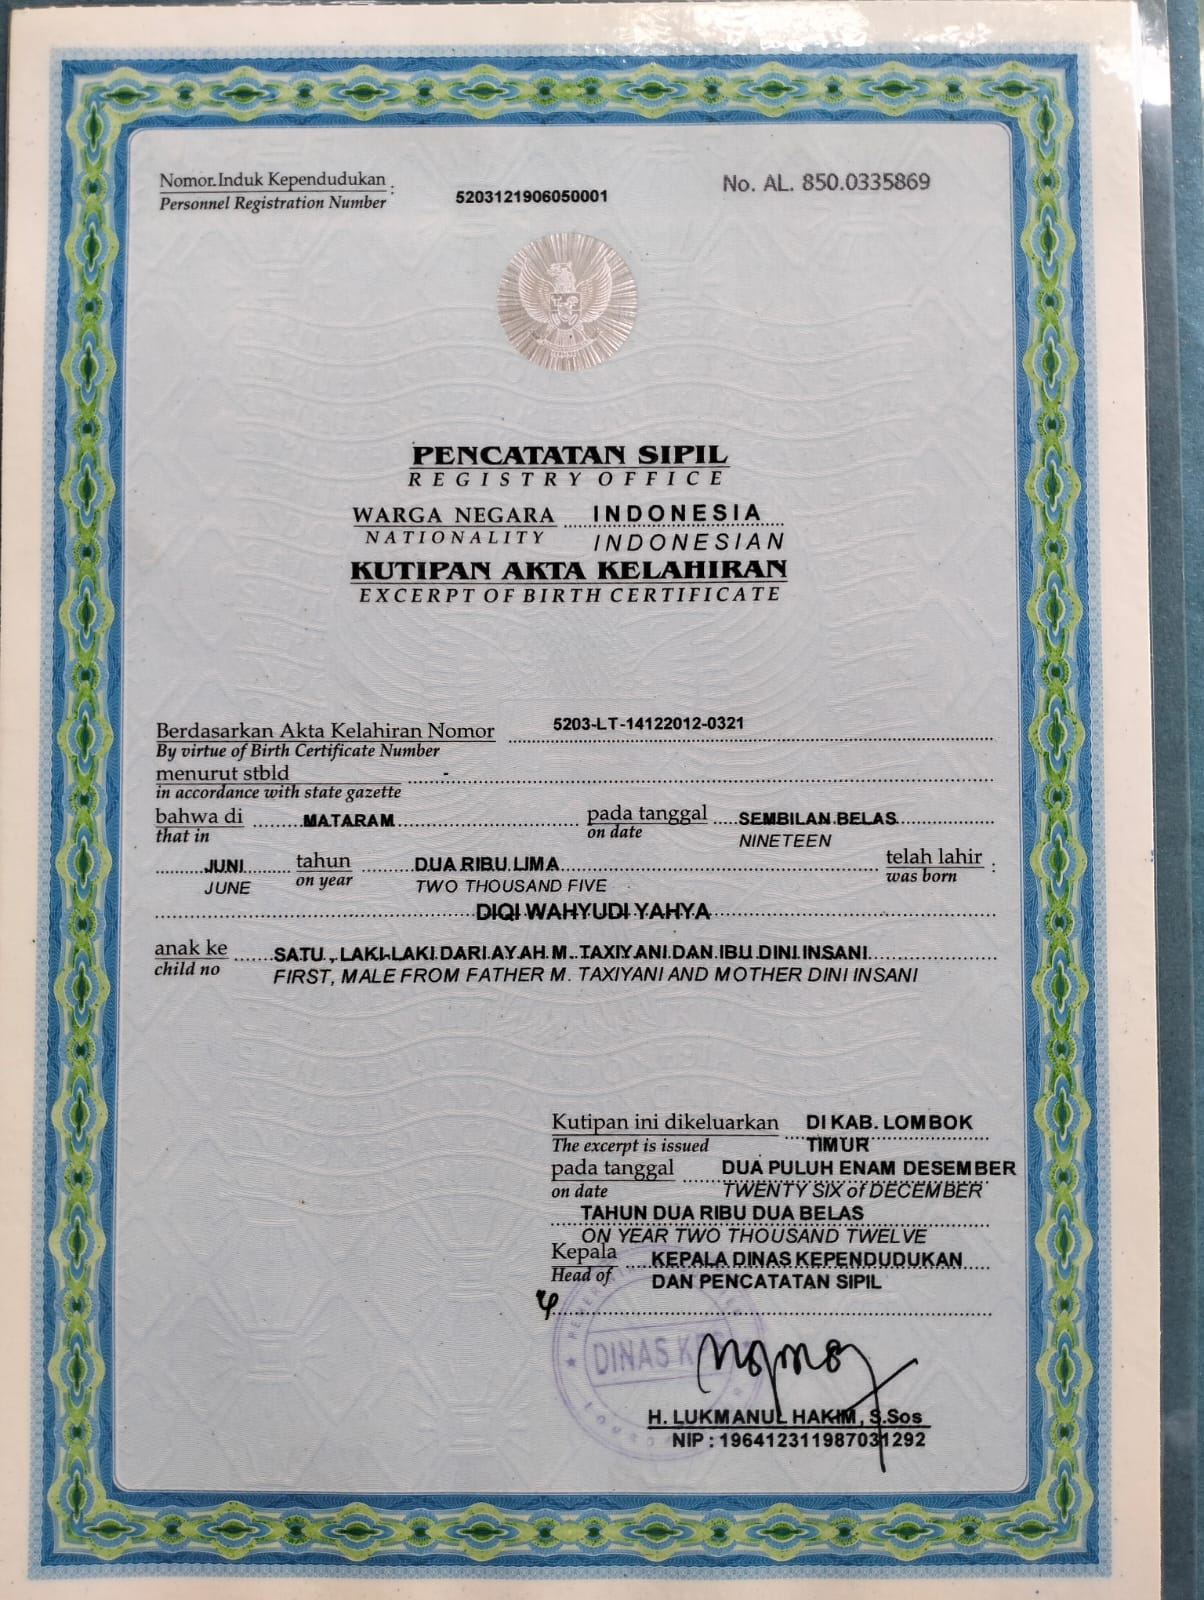 Nomor Induk Kependudukan :
Personnel Registration Number
5203121906050001
No. AL. 850.0335869
PENCATATAN SIPIL
REGISTRY OFFICE
WARGA NEGARA INDONESIA
NATIONALITY INDONESIAN
KUTIPAN AKTA KELAHIRAN
EXCERPT OF BIRTH CERTIFICATE
Berdasarkan Akta Kelahiran Nomor 5203-LT-14122012-0321
By virtue of Birth Certificate Number
menurut stbld -
in accordance with state gazette
bahwa di MATARAM pada tanggal SEMBILAN BELAS
that in on date NINETEEN
JUNI tahun DUA RIBU LIMA telah lahir :
JUNE on year TWO THOUSAND FIVE was born
DIQI WAHYUDI YAHYA
anak ke SATU, LAKI-LAKI DARI AYAH M. TAXIYANI DAN IBU DINI INSANI
child no FIRST, MALE FROM FATHER M. TAXIYANI AND MOTHER DINI INSANI
Kutipan ini dikeluarkan DI KAB. LOMBOK
The excerpt is issued TIMUR
pada tanggal DUA PULUH ENAM DESEMBER
on date TWENTY SIX of DECEMBER
TAHUN DUA RIBU DUA BELAS
ON YEAR TWO THOUSAND TWELVE
Kepala KEPALA DINAS KEPENDUDUKAN
Head of DAN PENCATATAN SIPIL
DINAS
H. LUKMANUL HAKIM, S.Sos
NIP : 196412311987031292